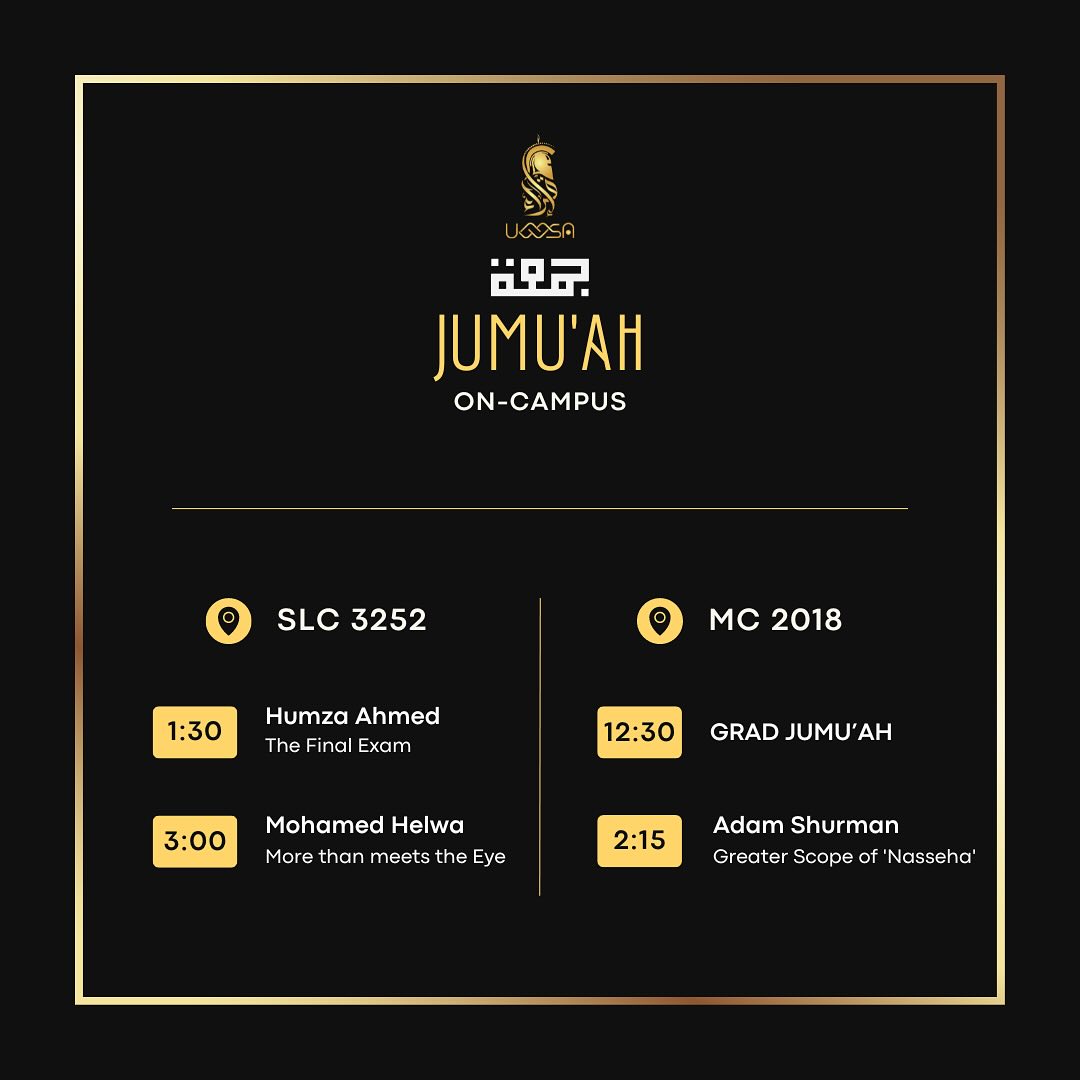 جمعة
JUMU'AH
ON-CAMPUS
SLC 3252
1:30
Humza Ahmed
The Final Exam
3:00
Mohamed Helwa
More than meets the Eye
MC 2018
12:30
GRAD JUMU’AH
2:15
Adam Shurman
Greater Scope of 'Nasseha'